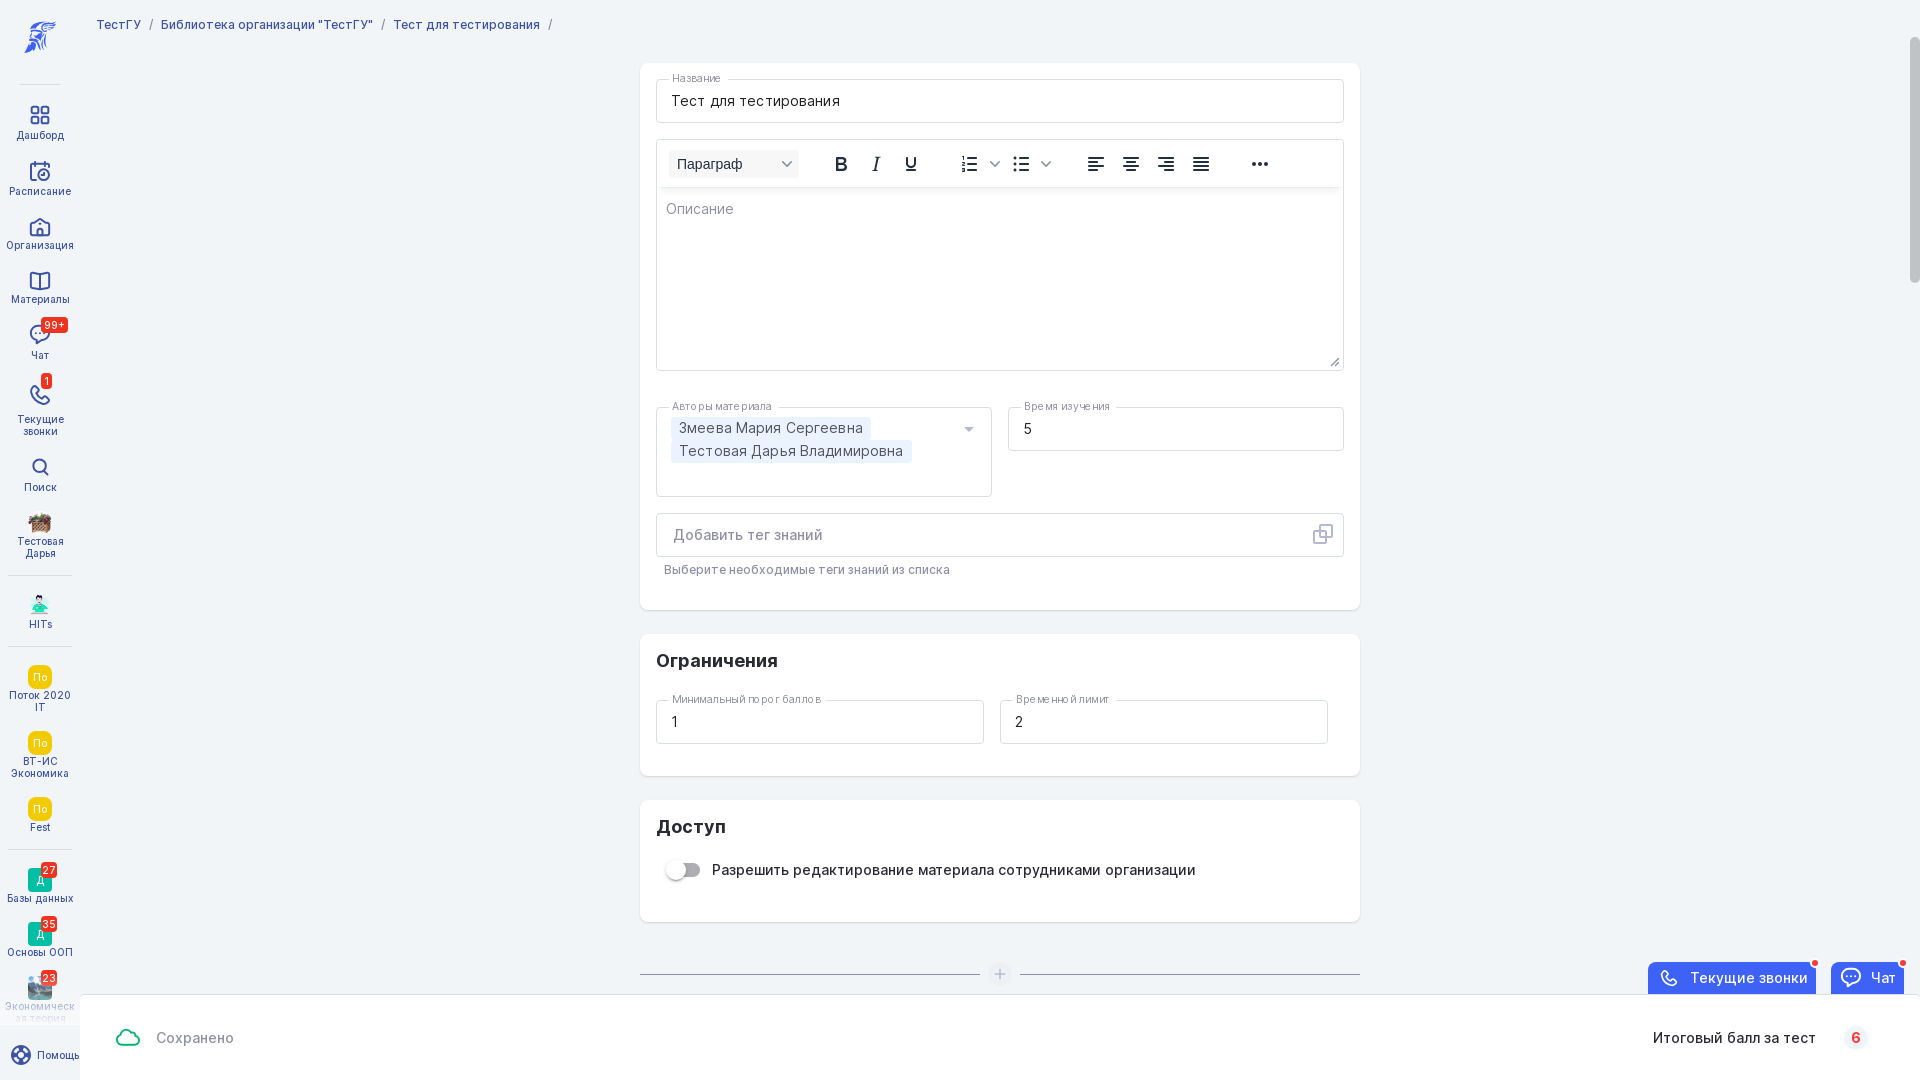 ТестГУ / Библиотека организации "ТестГУ" / Тест для тестирования /
Дашборд
Расписание
Организация
Материалы
99+
Чат
1
Текущие
звонки
Поиск
Тестовая
Дарья
HITs
По
Поток 2020
IT
По
ВТ-ИС
Экономика
По
Fest
27
Д
Базы данных
35
Д
Основы ООП
23
Экономическ
ая теория
Помощь
Название
Тест для тестирования
Параграф B I U
Описание
Авторы материала
Змеева Мария Сергеевна
Тестовая Дарья Владимировна
Время изучения
5
Добавить тег знаний
Выберите необходимые теги знаний из списка
Ограничения
Минимальный порог баллов
1
Временной лимит
2
Доступ
Разрешить редактирование материала сотрудниками организации
Текущие звонки
Чат
Сохранено
Итоговый балл за тест 6